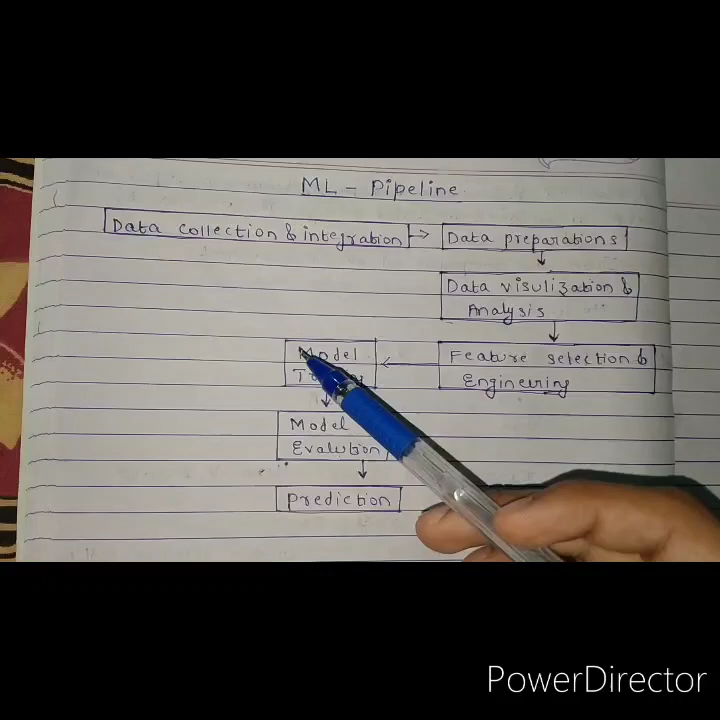 ML - Pipeline
Data collection & integration
Data preparations
Data visulization &
Analysis
Feature selection &
Engineering
Model
Model
Evalution
prediction
PowerDirector